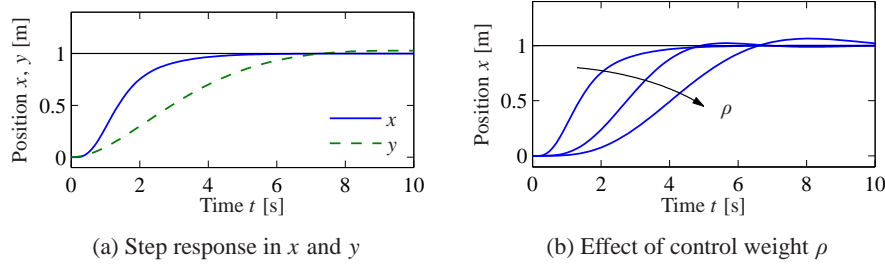 Position x, y [m]
1
0.5
0
x
y
0 2 4 6 8 10
Time t [s]
(a) Step response in x and y
Position x [m]
1
0.5
0
ρ
0 2 4 6 8 10
Time t [s]
(b) Effect of control weight ρ